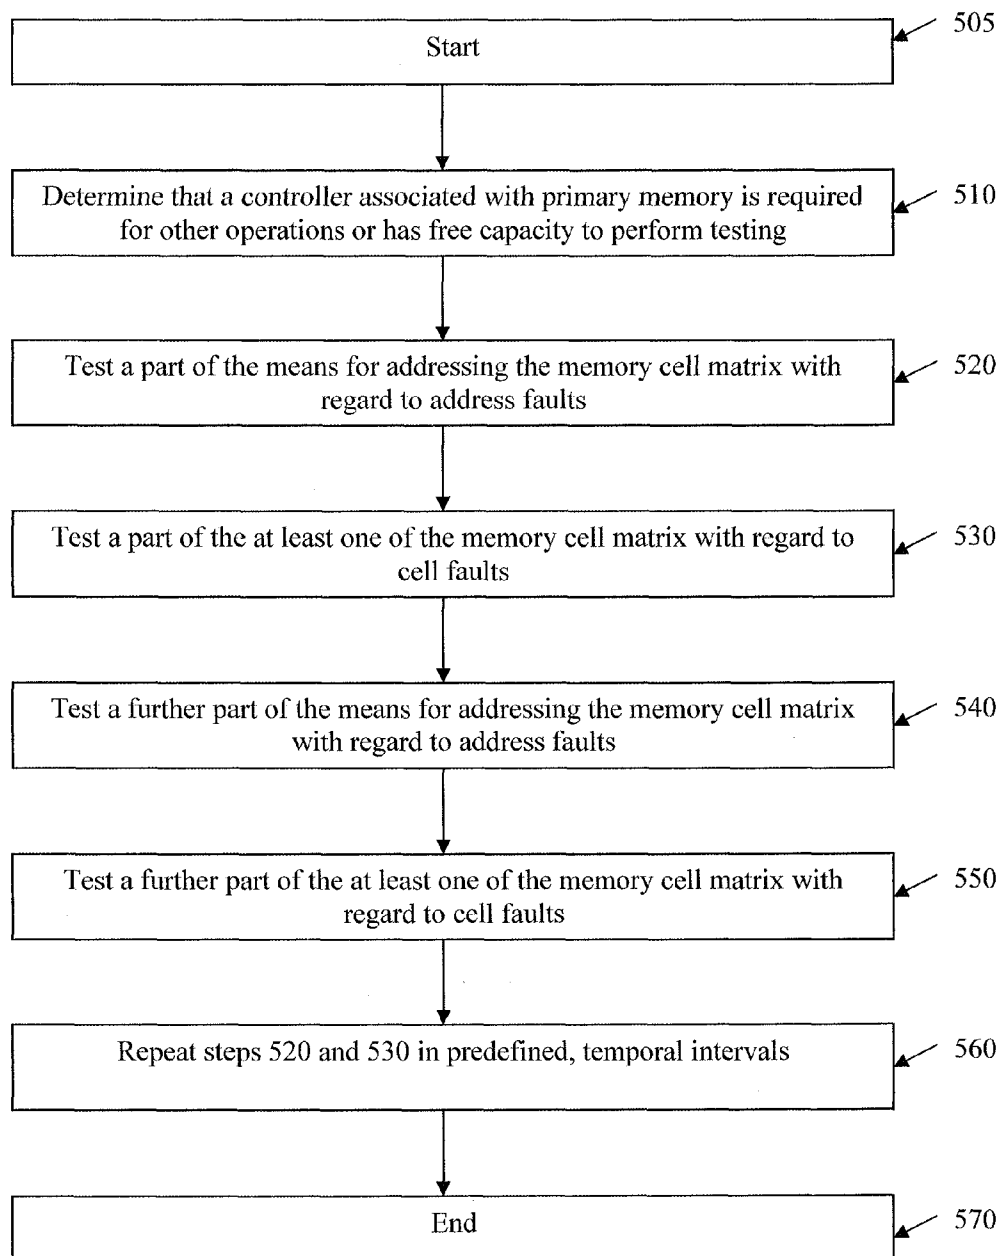 Start
505
Determine that a controller associated with primary memory is required
for other operations or has free capacity to perform testing
510
Test a part of the means for addressing the memory cell matrix with
regard to address faults
520
Test a part of the at least one of the memory cell matrix with regard to
cell faults
530
Test a further part of the means for addressing the memory cell matrix
with regard to address faults
540
Test a further part of the at least one of the memory cell matrix with
regard to cell faults
550
Repeat steps 520 and 530 in predefined, temporal intervals
560
End
570